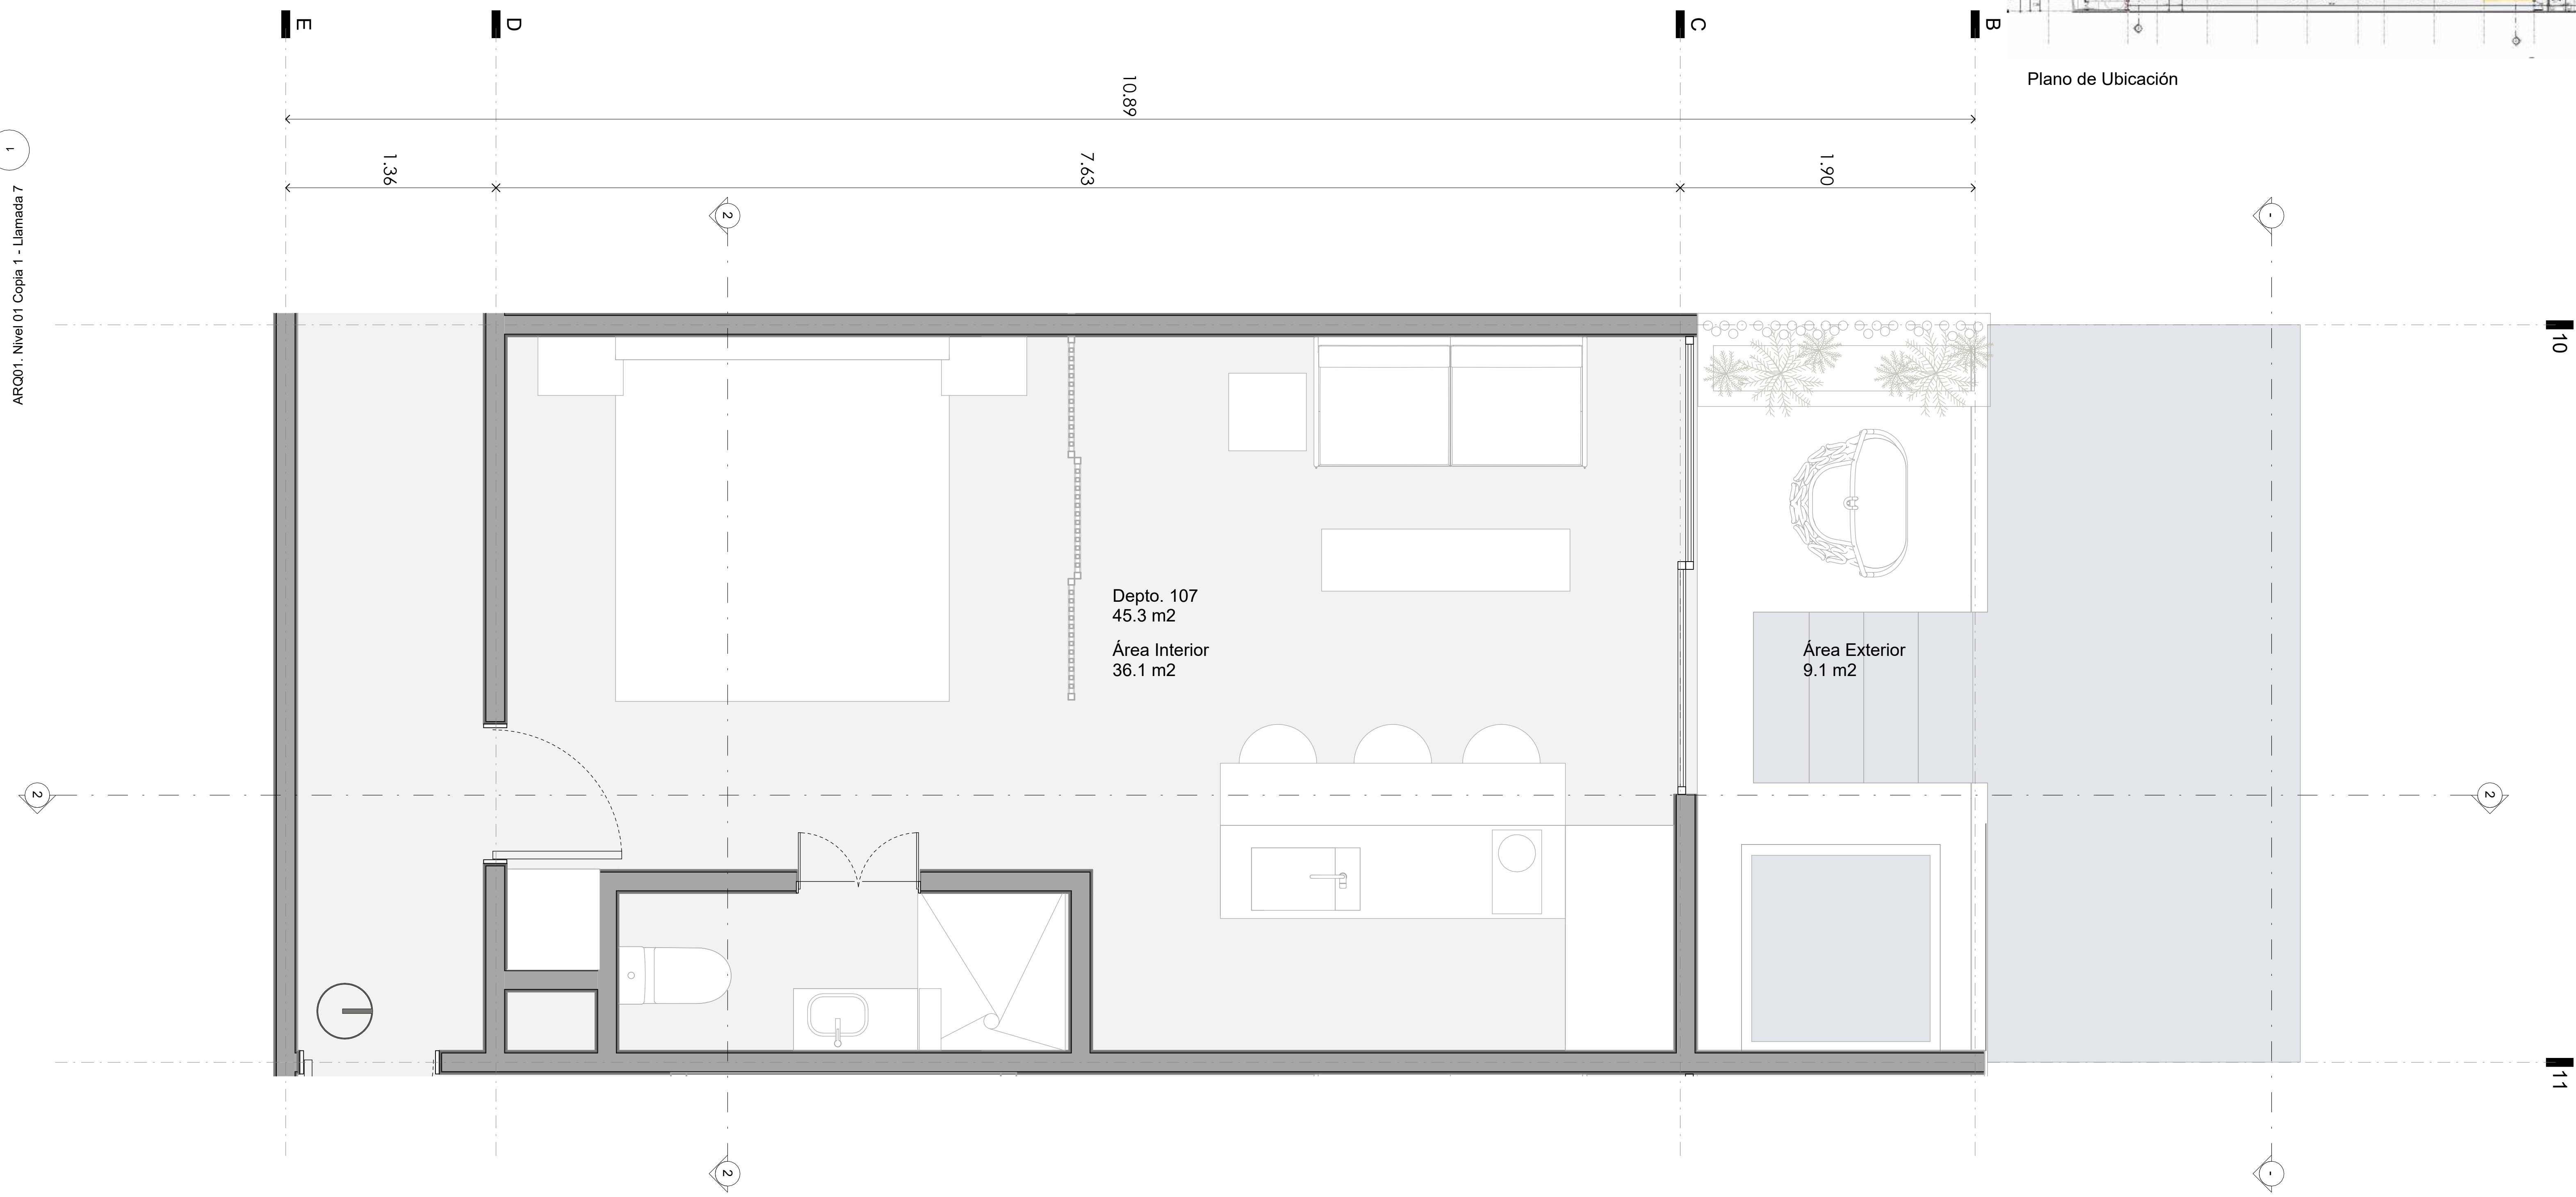 E
D
C
B
Plano de Ubicación
10.89
1.36
7.63
1.90
1
ARQ01. Nivel 01 Copia 1 - Llamada 7
2
-
10
Depto. 107
45.3 m2
Área Interior
36.1 m2
Área Exterior
9.1 m2
2
2
11
2
-